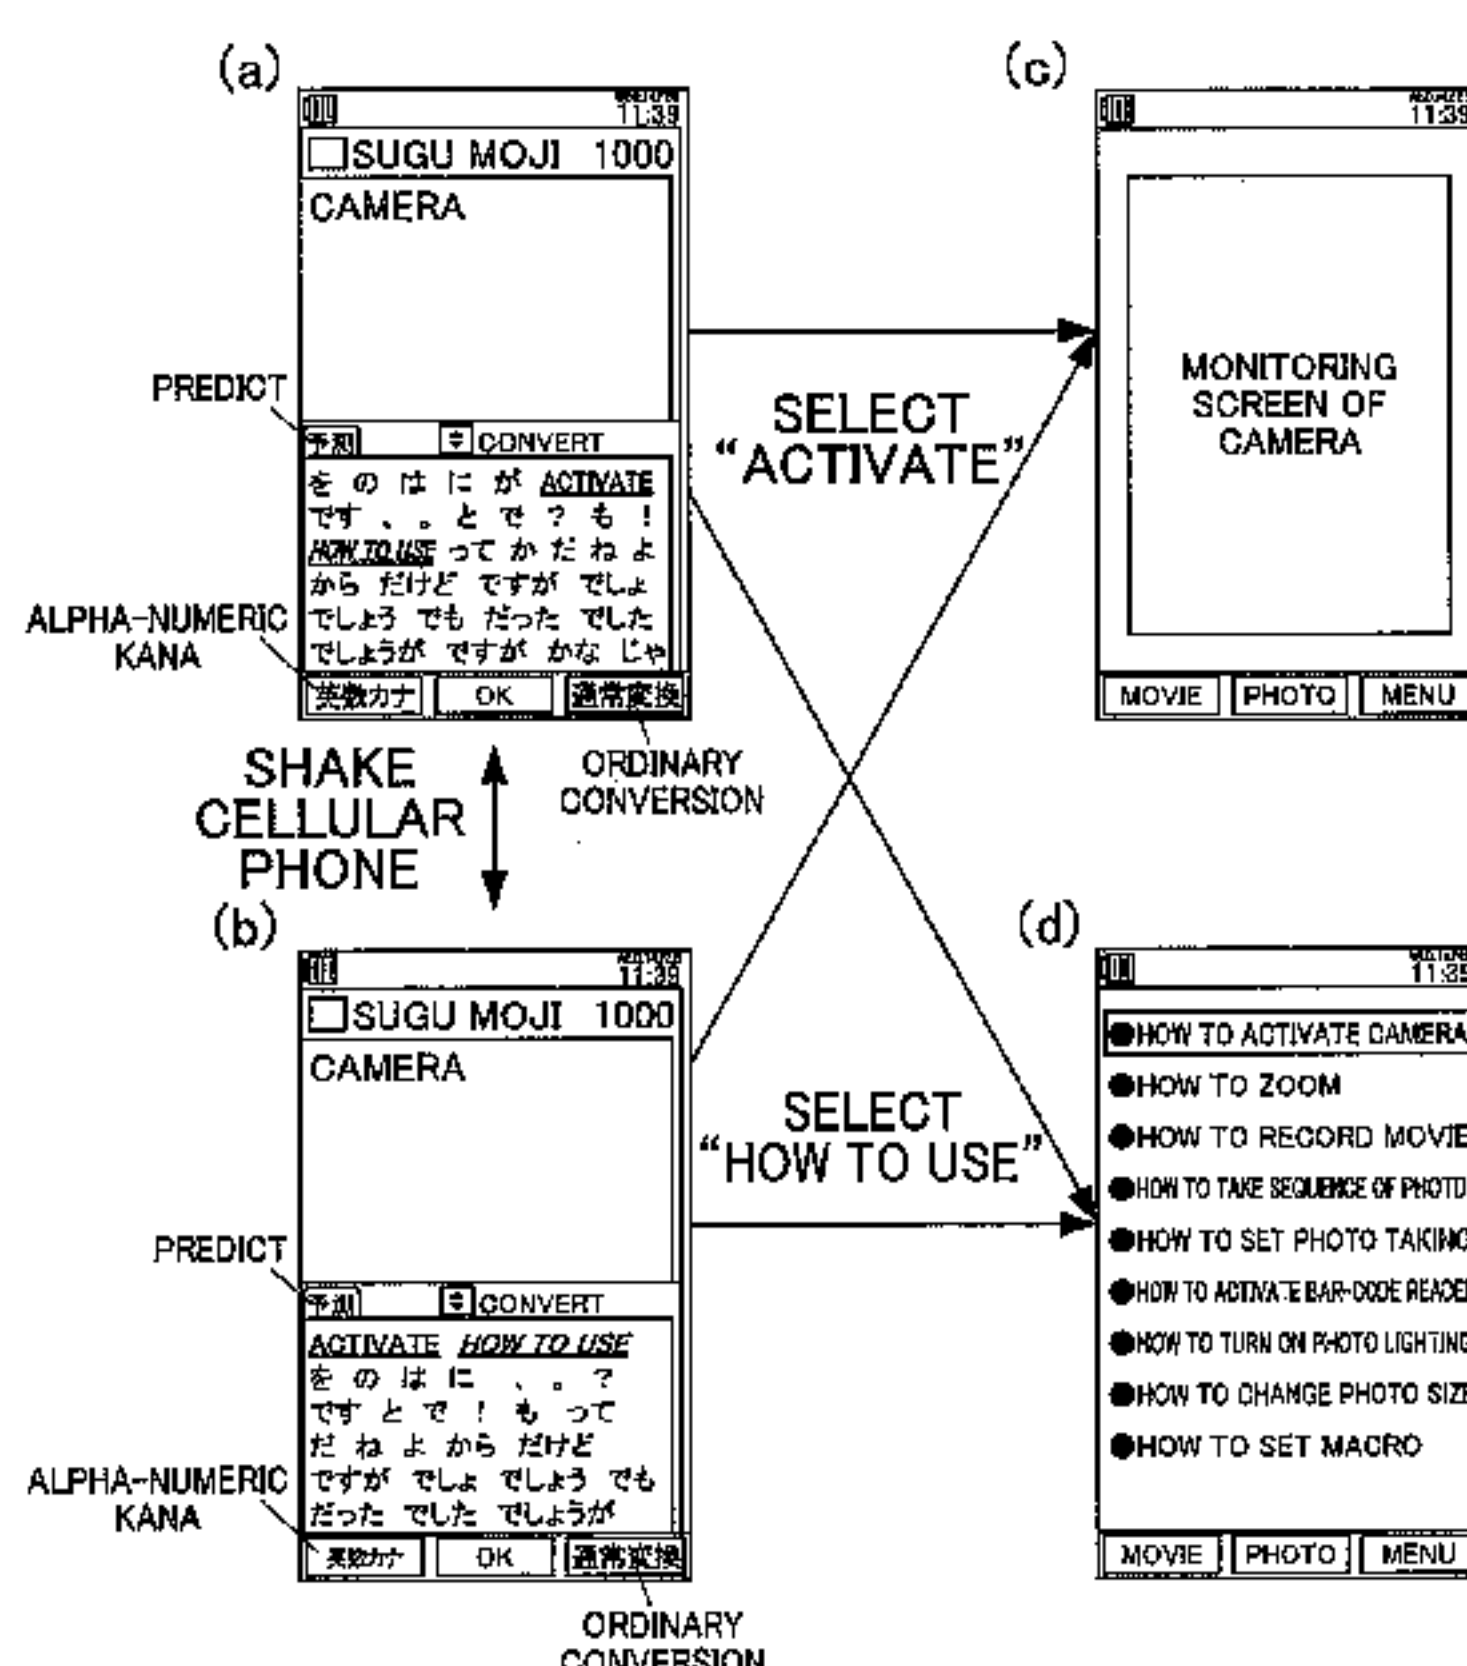 (a)
11:39
SUGU MOJI 1000
CAMERA
PREDICT
予測
CONVERT
を の は に が ACTIVATE
です 、 。 と で ? も !
HOW TO USE って か だ ね よ
から だけど ですが でしょ
でしょう でも だった でした
でしょうが ですが かな じゃ
ALPHA-NUMERIC
KANA
英数カナ OK 通常変換
ORDINARY
CONVERSION
SHAKE
CELLULAR
PHONE
(b)
11:39
SUGU MOJI 1000
CAMERA
PREDICT
予測
CONVERT
ACTIVATE HOW TO USE
を の は に 、 。 ?
です と で ! も って
だ ね よ から だけど
ですが でしょ でしょう でも
だった でした でしょうが
ALPHA-NUMERIC
KANA
英数カナ OK 通常変換
ORDINARY
CONVERSION
SELECT
“ACTIVATE”
SELECT
“HOW TO USE”
(c)
11:39
MONITORING
SCREEN OF
CAMERA
MOVIE PHOTO MENU
(d)
11:39
●HOW TO ACTIVATE CAMERA
●HOW TO ZOOM
●HOW TO RECORD MOVIE
●HOW TO TAKE SEQUENCE OF PHOTO
●HOW TO SET PHOTO TAKING
●HOW TO ACTIVATE BAR-CODE READER
●HOW TO TURN ON PHOTO LIGHTING
●HOW TO CHANGE PHOTO SIZE
●HOW TO SET MACRO
MOVIE PHOTO MENU